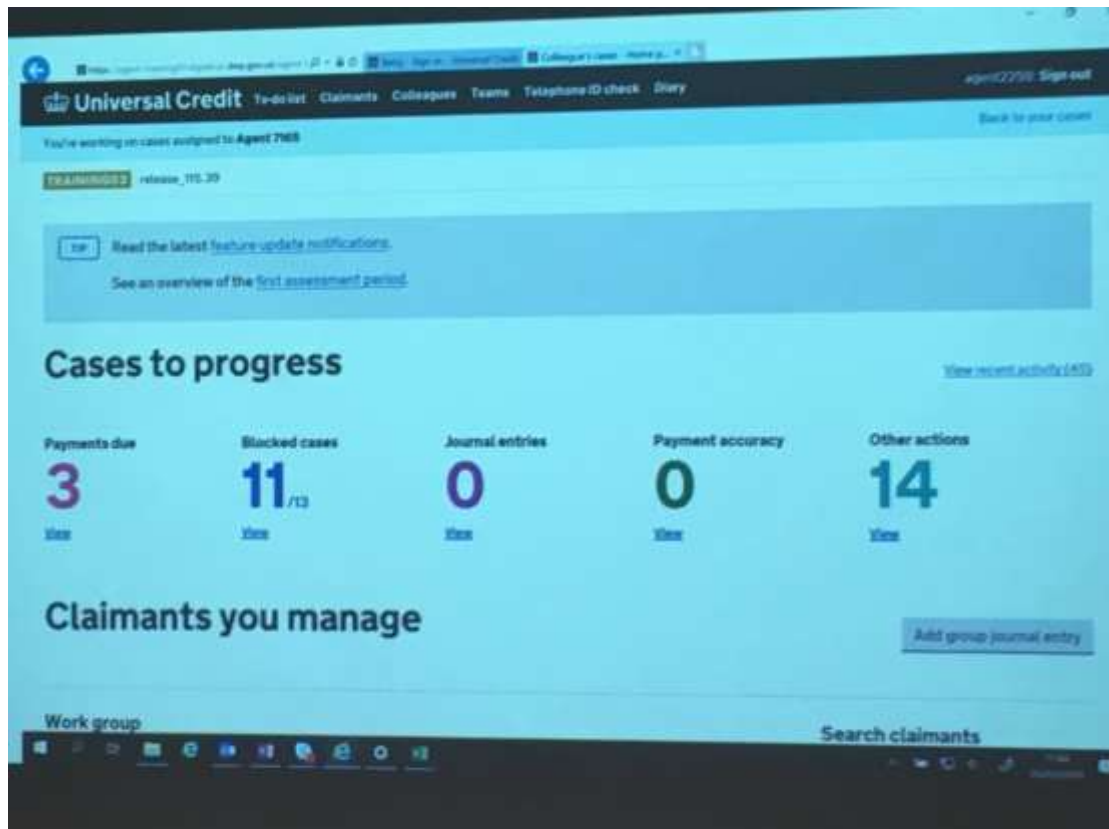 Universal Credit To-do list Claimants Colleagues Teams Telephone ID check Diary
agent2259 Sign out
You're working on cases assigned to Agent 7165
Back to your cases
release_115.39
TIP Read the latest feature update notifications.
See an overview of the first assessment period.
Cases to progress
View recent activity
Payments due
3
View
Blocked cases
11/13
View
Journal entries
0
View
Payment accuracy
0
View
Other actions
14
View
Claimants you manage
Add group journal entry
Work group
Search claimants